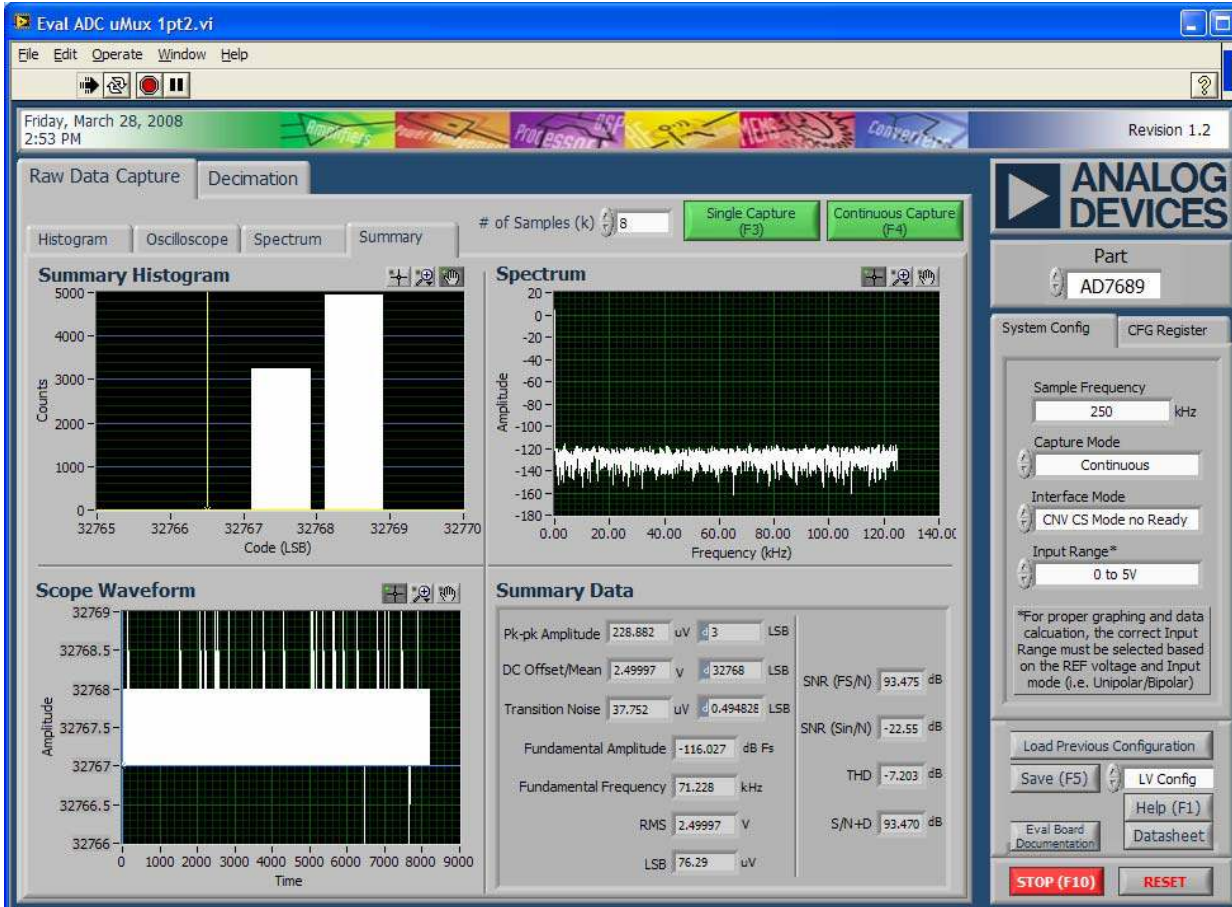 Eval ADC uMux 1pt2.vi
File Edit Operate Window Help
Friday, March 28, 2008
2:53 PM
Amplifiers
Power Management
Processors
DSP
RF
MEMS
Converters
Revision 1.2
Raw Data Capture
Decimation
Histogram
Oscilloscope
Spectrum
Summary
# of Samples (k) 8
Single Capture
(F3)
Continuous Capture
(F4)
Summary Histogram
5000
4000
3000
2000
1000
0
Counts
32765 32766 32767 32768 32769 32770
Code (LSB)
Spectrum
20
0
-20
-40
-60
-80
-100
-120
-140
-160
-180
Amplitude
0.00 20.00 40.00 60.00 80.00 100.00 120.00 140.00
Frequency (kHz)
Scope Waveform
32769
32768.5
32768
32767.5
32767
32766.5
32766
Amplitude
0 1000 2000 3000 4000 5000 6000 7000 8000 9000
Time
Summary Data
Pk-pk Amplitude 228.882 uV d 3 LSB
DC Offset/Mean 2.49997 V d 32768 LSB
Transition Noise 37.752 uV d 0.494828 LSB
Fundamental Amplitude -116.027 dB Fs
Fundamental Frequency 71.228 kHz
RMS 2.49997 V
LSB 76.29 uV
SNR (FS/N) 93.475 dB
SNR (Sin/N) -22.55 dB
THD -7.203 dB
S/N+D 93.470 dB
ANALOG
DEVICES
Part
AD7689
System Config
CFG Register
Sample Frequency
250 kHz
Capture Mode
Continuous
Interface Mode
CNV CS Mode no Ready
Input Range*
0 to 5V
*For proper graphing and data
calcuation, the correct Input
Range must be selected based
on the REF voltage and Input
mode (i.e. Unipolar/Bipolar)
Load Previous Configuration
Save (F5)
LV Config
Help (F1)
Eval Board
Documentation
Datasheet
STOP (F10)
RESET